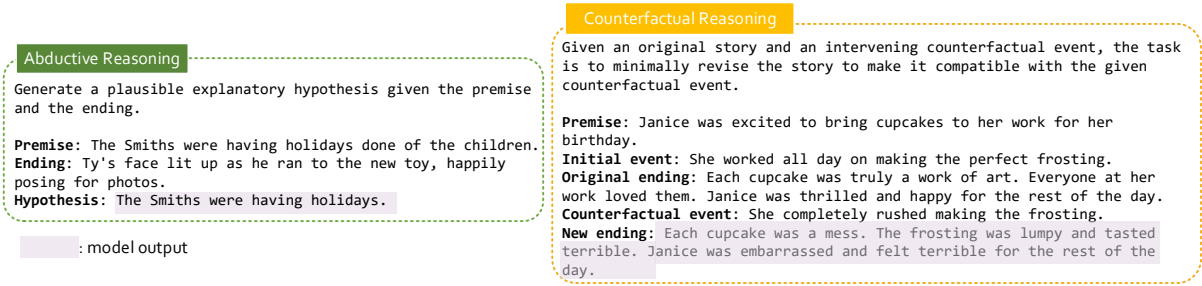 Abductive Reasoning
Generate a plausible explanatory hypothesis given the premise
and the ending.
Premise: The Smiths were having holidays done of the children.
Ending: Ty's face lit up as he ran to the new toy, happily
posing for photos.
Hypothesis: The Smiths were having holidays.
: model output
Counterfactual Reasoning
Given an original story and an intervening counterfactual event, the task
is to minimally revise the story to make it compatible with the given
counterfactual event.
Premise: Janice was excited to bring cupcakes to her work for her
birthday.
Initial event: She worked all day on making the perfect frosting.
Original ending: Each cupcake was truly a work of art. Everyone at her
work loved them. Janice was thrilled and happy for the rest of the day.
Counterfactual event: She completely rushed making the frosting.
New ending: Each cupcake was a mess. The frosting was lumpy and tasted
terrible. Janice was embarrassed and felt terrible for the rest of the
day.